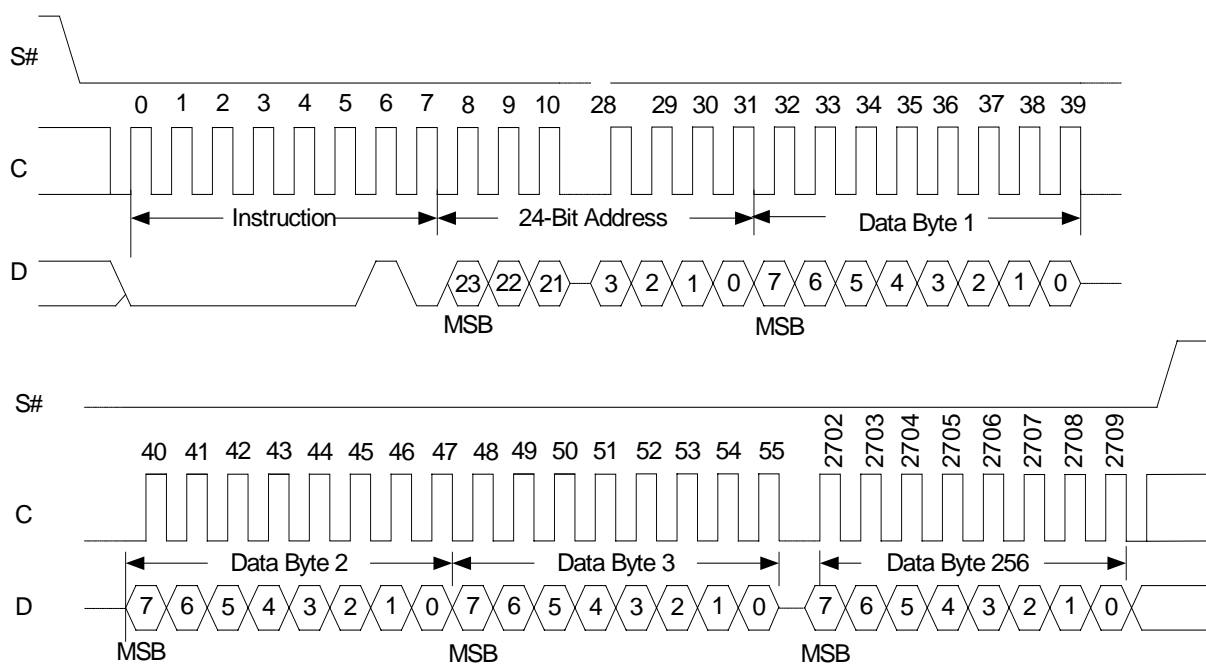 S#
0 1 2 3 4 5 6 7 8 9 10 28 29 30 31 32 33 34 35 36 37 38 39
C
Instruction 24-Bit Address Data Byte 1
D
23 22 21 3 2 1 0 7 6 5 4 3 2 1 0
MSB MSB
S#
40 41 42 43 44 45 46 47 48 49 50 51 52 53 54 55 2702 2703 2704 2705 2706 2707 2708 2709
C
Data Byte 2 Data Byte 3 Data Byte 256
D 7 6 5 4 3 2 1 0 7 6 5 4 3 2 1 0 7 6 5 4 3 2 1 0
MSB MSB MSB